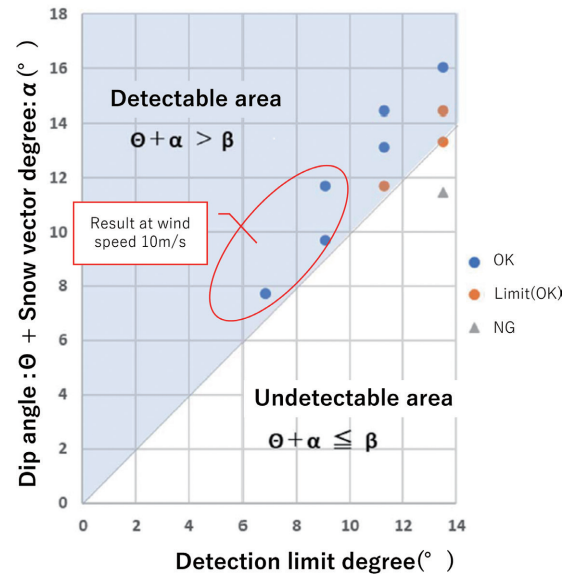 18
16
14
12
10
8
6
4
2
0
Dip angle :Θ + Snow vector degree: α(°)
Detectable area
Θ+α > β
Result at wind
speed 10m/s
OK
Limit(OK)
NG
Undetectable area
Θ+α ≦ β
0 2 4 6 8 10 12 14
Detection limit degree(°)